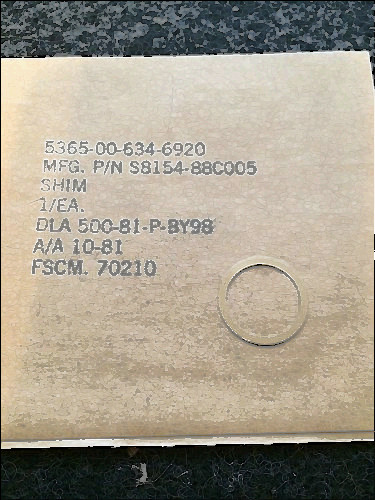 5365-00-634-6920
MFG. P/N S8154-88C005
SHIM
1/EA.
DLA 500-81-P-BY98
A/A 10-81
FSCM. 70210